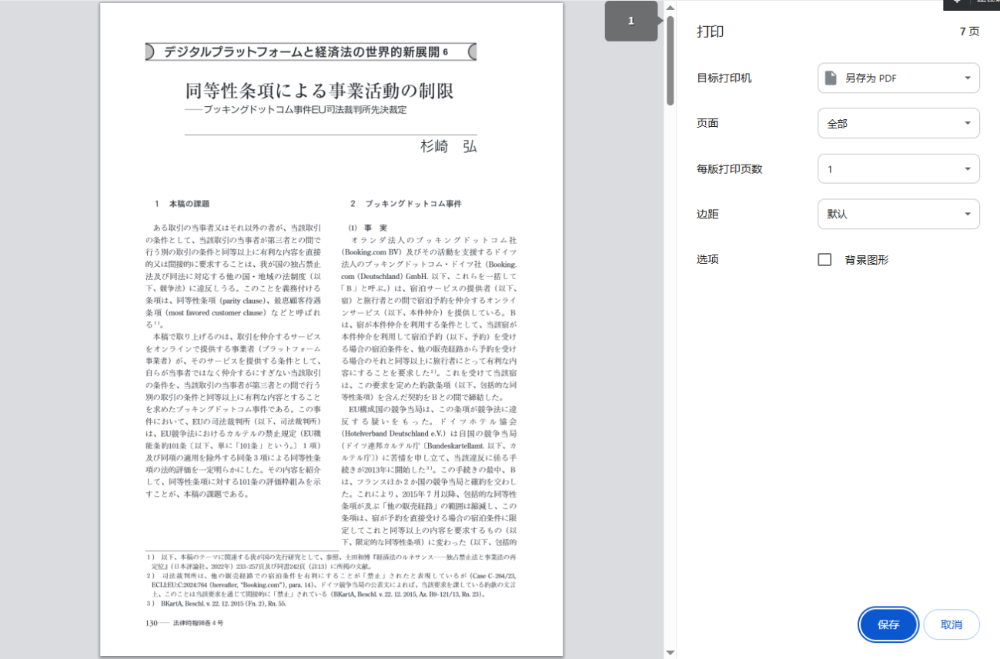 デジタルプラットフォームと経済法の世界的新展開 6
同等性条項による事業活動の制限
──ブッキングドットコム事件EU司法裁判所先決裁定
杉崎　弘
1　本稿の課題
ある取引の当事者又はそれ以外の者が、当該取引
の条件として、当該取引の当事者が第三者との間で
行う別の取引の条件と同等以上に有利な内容を直接
的又は間接的に要求することは、我が国の独占禁止
法及び同法に対応する他の国・地域の法制度（以
下、競争法）に違反しうる。このことを義務付ける
条項は、同等性条項（parity clause）、最恵顧客待遇
条項（most favored customer clause）などと呼ばれ
る¹⁾。
本稿で取り上げるのは、取引を仲介するサービス
をオンラインで提供する事業者（プラットフォーム
事業者）が、そのサービスを提供する条件として、
自らが当事者ではなく仲介するにすぎない当該取引
の条件を、当該取引の当事者が第三者との間で行う
別の取引の条件と同等以上に有利な内容とすること
を求めたブッキングドットコム事件である。この事
件において、EUの司法裁判所（以下、司法裁判所）
は、EU競争法におけるカルテルの禁止規定（EU機
能条約101条〔以下、単に「101条」という。〕1項）
及び同項の適用を除外する同条3項による同等性条
項の法的評価を一定明らかにした。その内容を紹介
して、同等性条項に対する101条の評価枠組みを示
すことが、本稿の課題である。
2　ブッキングドットコム事件
(1)　事　実
オランダ法人のブッキングドットコム社
（Booking.com BV）及びその活動を支援するドイツ
法人のブッキングドットコム・ドイツ社（Booking.
com (Deutschland) GmbH. 以下、これらを一括して
「B」と呼ぶ。）は、宿泊サービスの提供者（以下、
宿）と旅行者との間で宿泊予約を仲介するオンライ
ンサービス（以下、本件仲介）を提供している。B
は、宿が本件仲介を利用する条件として、当該宿が
本件仲介を利用して宿泊予約（以下、予約）を受け
る場合の宿泊条件を、他の販売経路から予約を受け
る場合のそれと同等以上に旅行者にとって有利な内
容にすることを要求した²⁾。これを受けて当該宿
は、この要求を定めた約款条項（以下、包括的な同
等性条項）を含んだ契約をBとの間で締結した。
EU構成国の競争当局は、この条項が競争法に違
反する疑いをもった。ドイツホテル協会
（Hotelverband Deutschland e.V.）は自国の競争当局
（ドイツ連邦カルテル庁〔Bundeskartellamt. 以下、カ
ルテル庁〕）に苦情を申し立て、当該違反に係る手
続きが2013年に開始した³⁾。この手続きの最中、B
は、フランスほか2か国の競争当局と確約を交わし
た。これにより、2015年7月以降、包括的な同等性
条項が及ぶ「他の販売経路」の範囲は縮減し、この
条項は、宿が予約を直接受ける場合の宿泊条件に限
定してこれと同等以上の内容を要求するもの（以
下、限定的な同等性条項）に変わった（以下、包括的
1）　以下、本稿のテーマに関連する我が国の先行研究として、参照、土田和博『経済法のルネサンス──独占禁止法と事業法の再
定位』（日本評論社、2022年）233-257頁及び同書242頁（註13）に所掲の文献。
2）　司法裁判所は、他の販売経路での宿泊条件を有利にすることが「禁止」されたと表現しているが（Case C-264/23,
ECLI:EU:C:2024:764 (hereafter, "Booking.com"), para. 14)、ドイツ競争当局の公表文によれば、当該要求を課している約款の文言
上、このことは当該要求を通じて間接的に「禁止」されている（BKartA, Beschl. v. 22. 12. 2015, Az. B9-121/13, Rn. 23)。
3）　BKartA, Beschl. v. 22. 12. 2015 (Fn. 2), Rn. 55.
130──　法律時報98巻4号
1
打印
7 页
目标打印机
另存为 PDF
页面
全部
每版打印页数
1
边距
默认
选项
背景图形
保存
取消